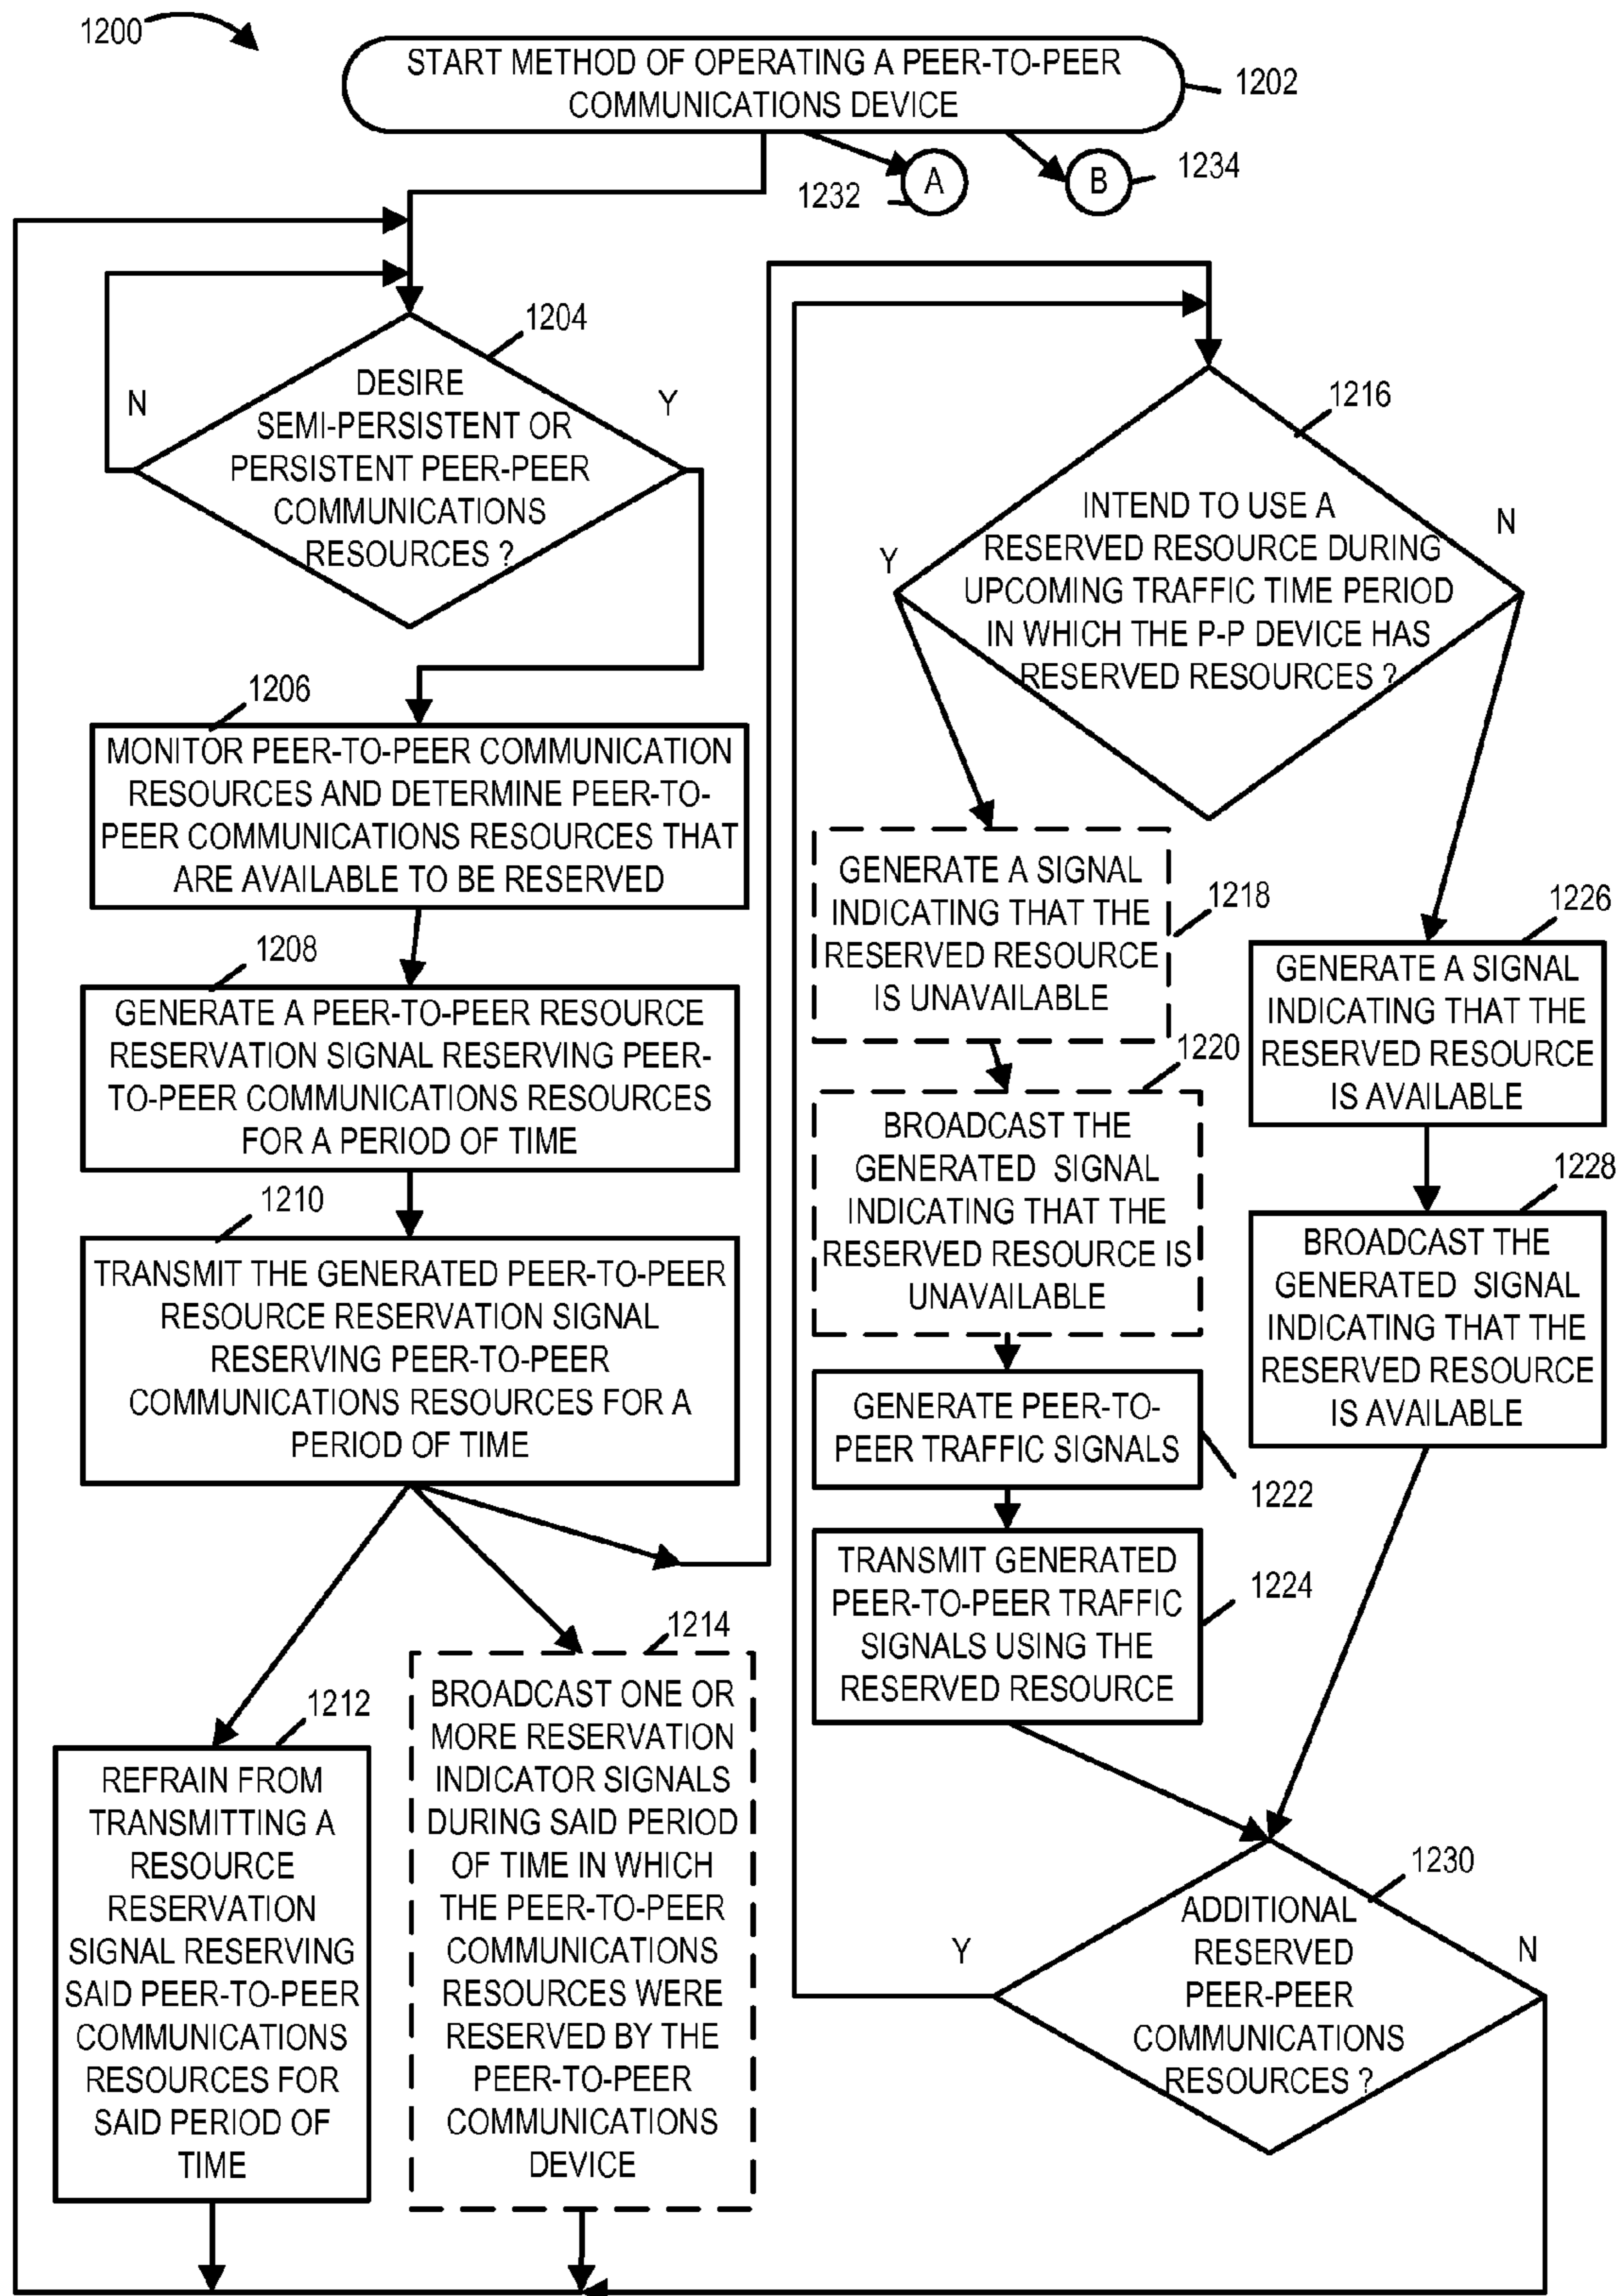 1200
START METHOD OF OPERATING A PEER-TO-PEER
COMMUNICATIONS DEVICE
1202
A
1232
B
1234
1204
DESIRE
SEMI-PERSISTENT OR
PERSISTENT PEER-PEER
COMMUNICATIONS
RESOURCES ?
N
Y
1206
MONITOR PEER-TO-PEER COMMUNICATION
RESOURCES AND DETERMINE PEER-TO-
PEER COMMUNICATIONS RESOURCES THAT
ARE AVAILABLE TO BE RESERVED
1208
GENERATE A PEER-TO-PEER RESOURCE
RESERVATION SIGNAL RESERVING PEER-
TO-PEER COMMUNICATIONS RESOURCES
FOR A PERIOD OF TIME
1210
TRANSMIT THE GENERATED PEER-TO-PEER
RESOURCE RESERVATION SIGNAL
RESERVING PEER-TO-PEER
COMMUNICATIONS RESOURCES FOR A
PERIOD OF TIME
1212
REFRAIN FROM
TRANSMITTING A
RESOURCE
RESERVATION
SIGNAL RESERVING
SAID PEER-TO-PEER
COMMUNICATIONS
RESOURCES FOR
SAID PERIOD OF
TIME
1214
BROADCAST ONE OR
MORE RESERVATION
INDICATOR SIGNALS
DURING SAID PERIOD
OF TIME IN WHICH
THE PEER-TO-PEER
COMMUNICATIONS
RESOURCES WERE
RESERVED BY THE
PEER-TO-PEER
COMMUNICATIONS
DEVICE
1216
INTEND TO USE A
RESERVED RESOURCE DURING
UPCOMING TRAFFIC TIME PERIOD
IN WHICH THE P-P DEVICE HAS
RESERVED RESOURCES ?
Y
N
1218
GENERATE A SIGNAL
INDICATING THAT THE
RESERVED RESOURCE
IS UNAVAILABLE
1220
BROADCAST THE
GENERATED SIGNAL
INDICATING THAT THE
RESERVED RESOURCE IS
UNAVAILABLE
GENERATE PEER-TO-
PEER TRAFFIC SIGNALS
1222
TRANSMIT GENERATED
PEER-TO-PEER TRAFFIC
SIGNALS USING THE
RESERVED RESOURCE
1224
1226
GENERATE A SIGNAL
INDICATING THAT THE
RESERVED RESOURCE
IS AVAILABLE
1228
BROADCAST THE
GENERATED SIGNAL
INDICATING THAT THE
RESERVED RESOURCE
IS AVAILABLE
1230
ADDITIONAL
RESERVED
PEER-PEER
COMMUNICATIONS
RESOURCES ?
Y
N